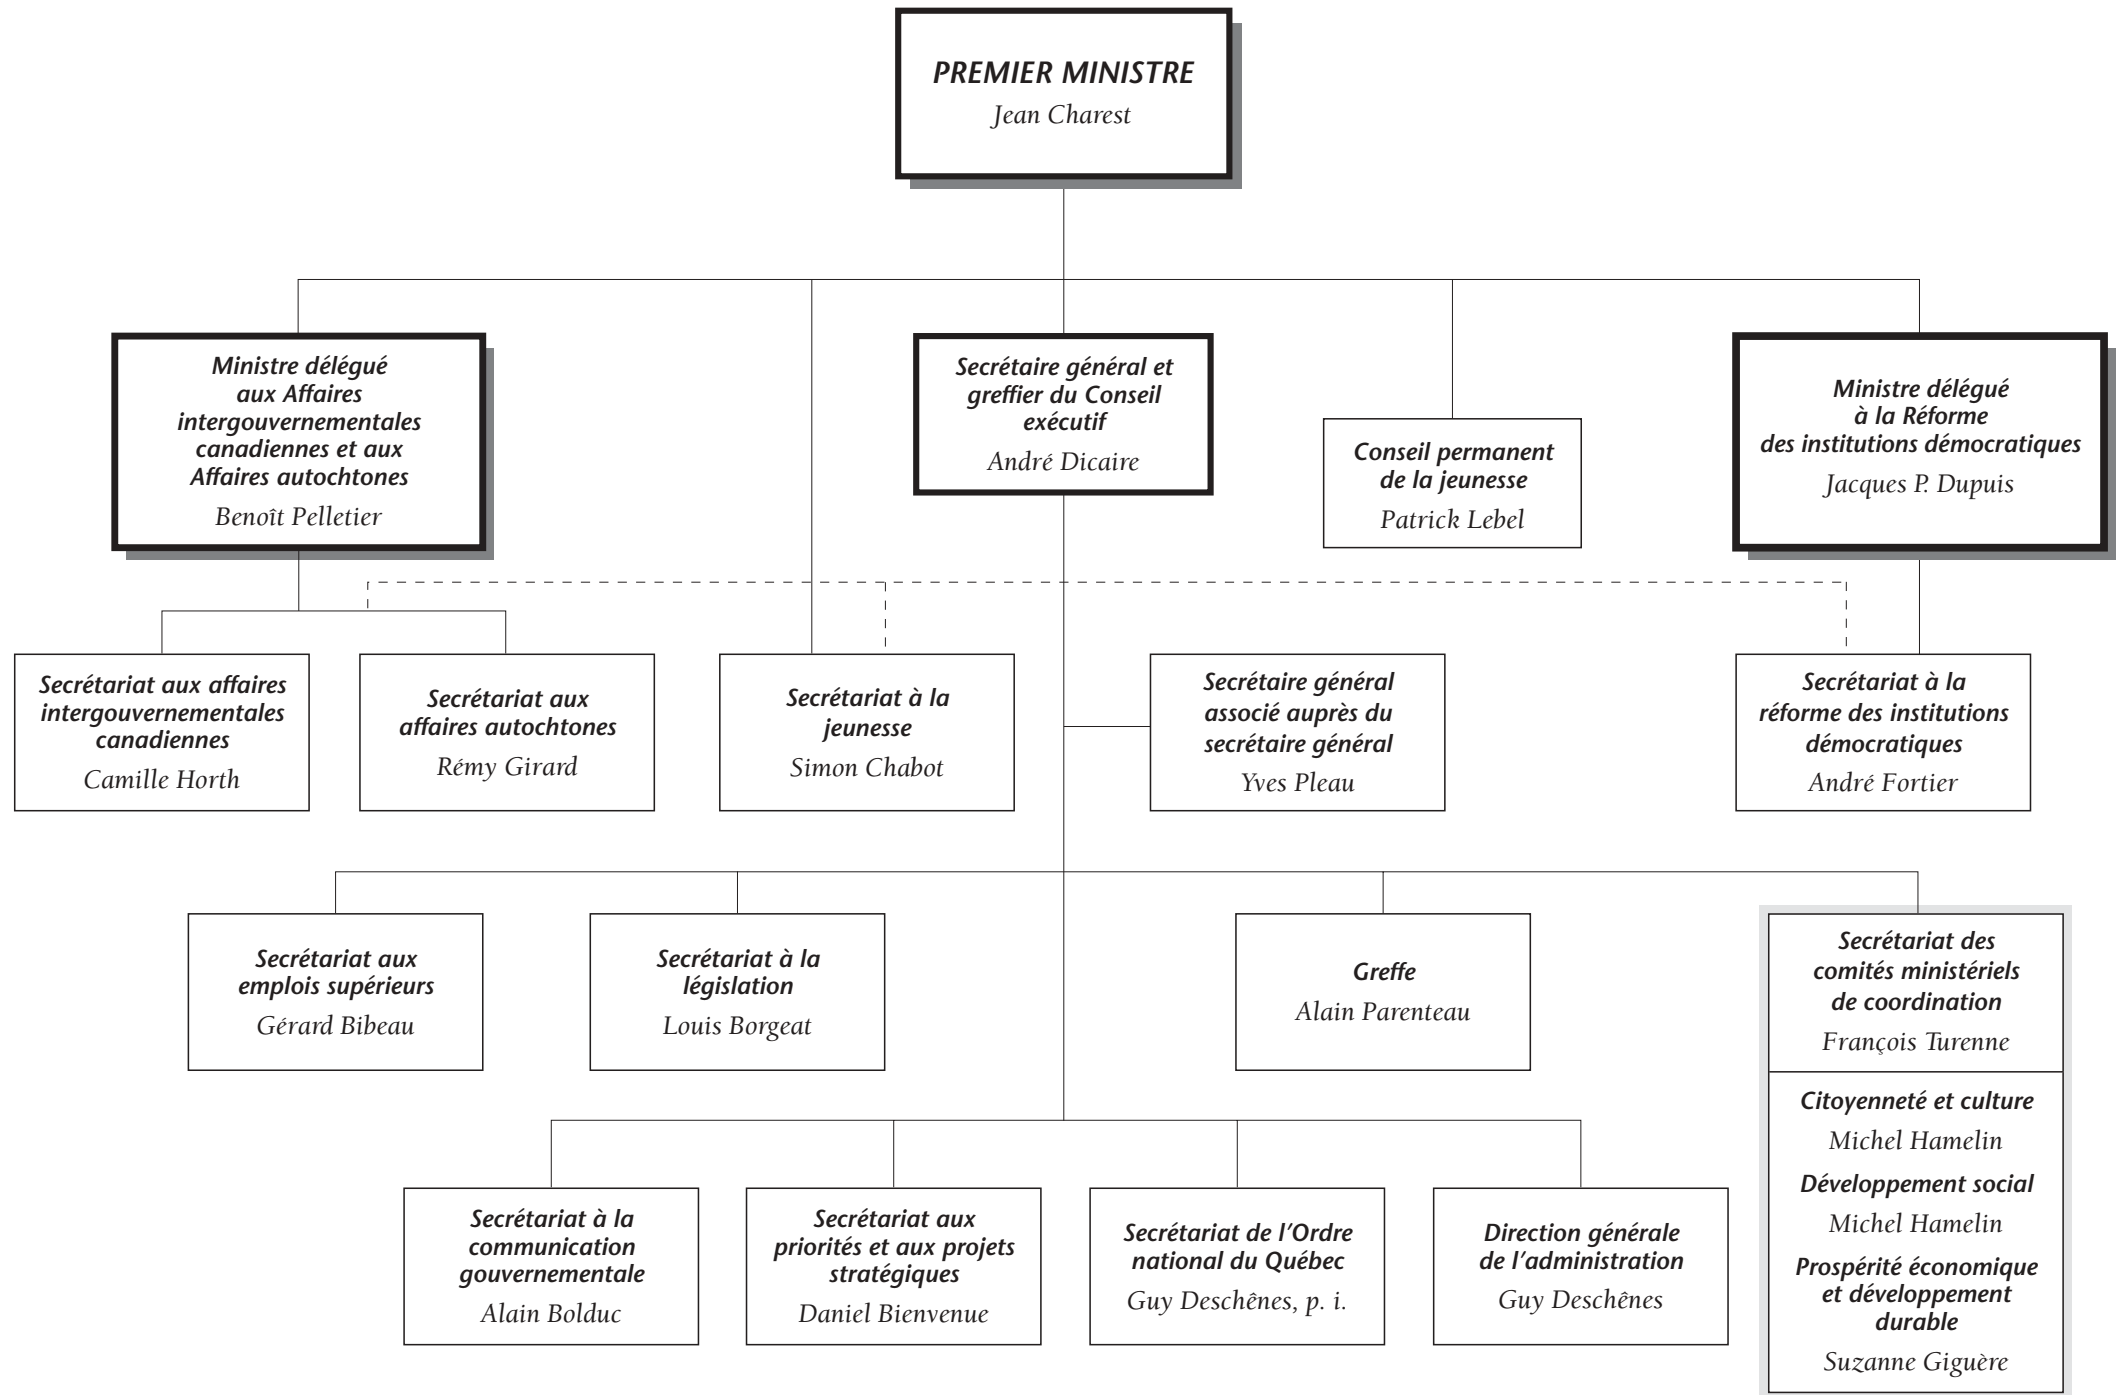 PREMIER MINISTRE
Jean Charest
Ministre délégué
aux Affaires
intergouvernementales
canadiennes et aux
Affaires autochtones
Benoît Pelletier
Secrétaire général et
greffier du Conseil
exécutif
André Dicaire
Conseil permanent
de la jeunesse
Patrick Lebel
Ministre délégué
à la Réforme
des institutions démocratiques
Jacques P. Dupuis
Secrétariat aux affaires
intergouvernementales
canadiennes
Camille Horth
Secrétariat aux
affaires autochtones
Rémy Girard
Secrétariat à la
jeunesse
Simon Chabot
Secrétaire général
associé auprès du
secrétaire général
Yves Pleau
Secrétariat à la
réforme des institutions
démocratiques
André Fortier
Secrétariat aux
emplois supérieurs
Gérard Bibeau
Secrétariat à la
législation
Louis Borgeat
Greffe
Alain Parenteau
Secrétariat des
comités ministériels
de coordination
François Turenne
Citoyenneté et culture
Michel Hamelin
Développement social
Michel Hamelin
Prospérité économique
et développement
durable
Suzanne Giguère
Secrétariat à la
communication
gouvernementale
Alain Bolduc
Secrétariat aux
priorités et aux projets
stratégiques
Daniel Bienvenue
Secrétariat de l'Ordre
national du Québec
Guy Deschênes, p. i.
Direction générale
de l'administration
Guy Deschênes